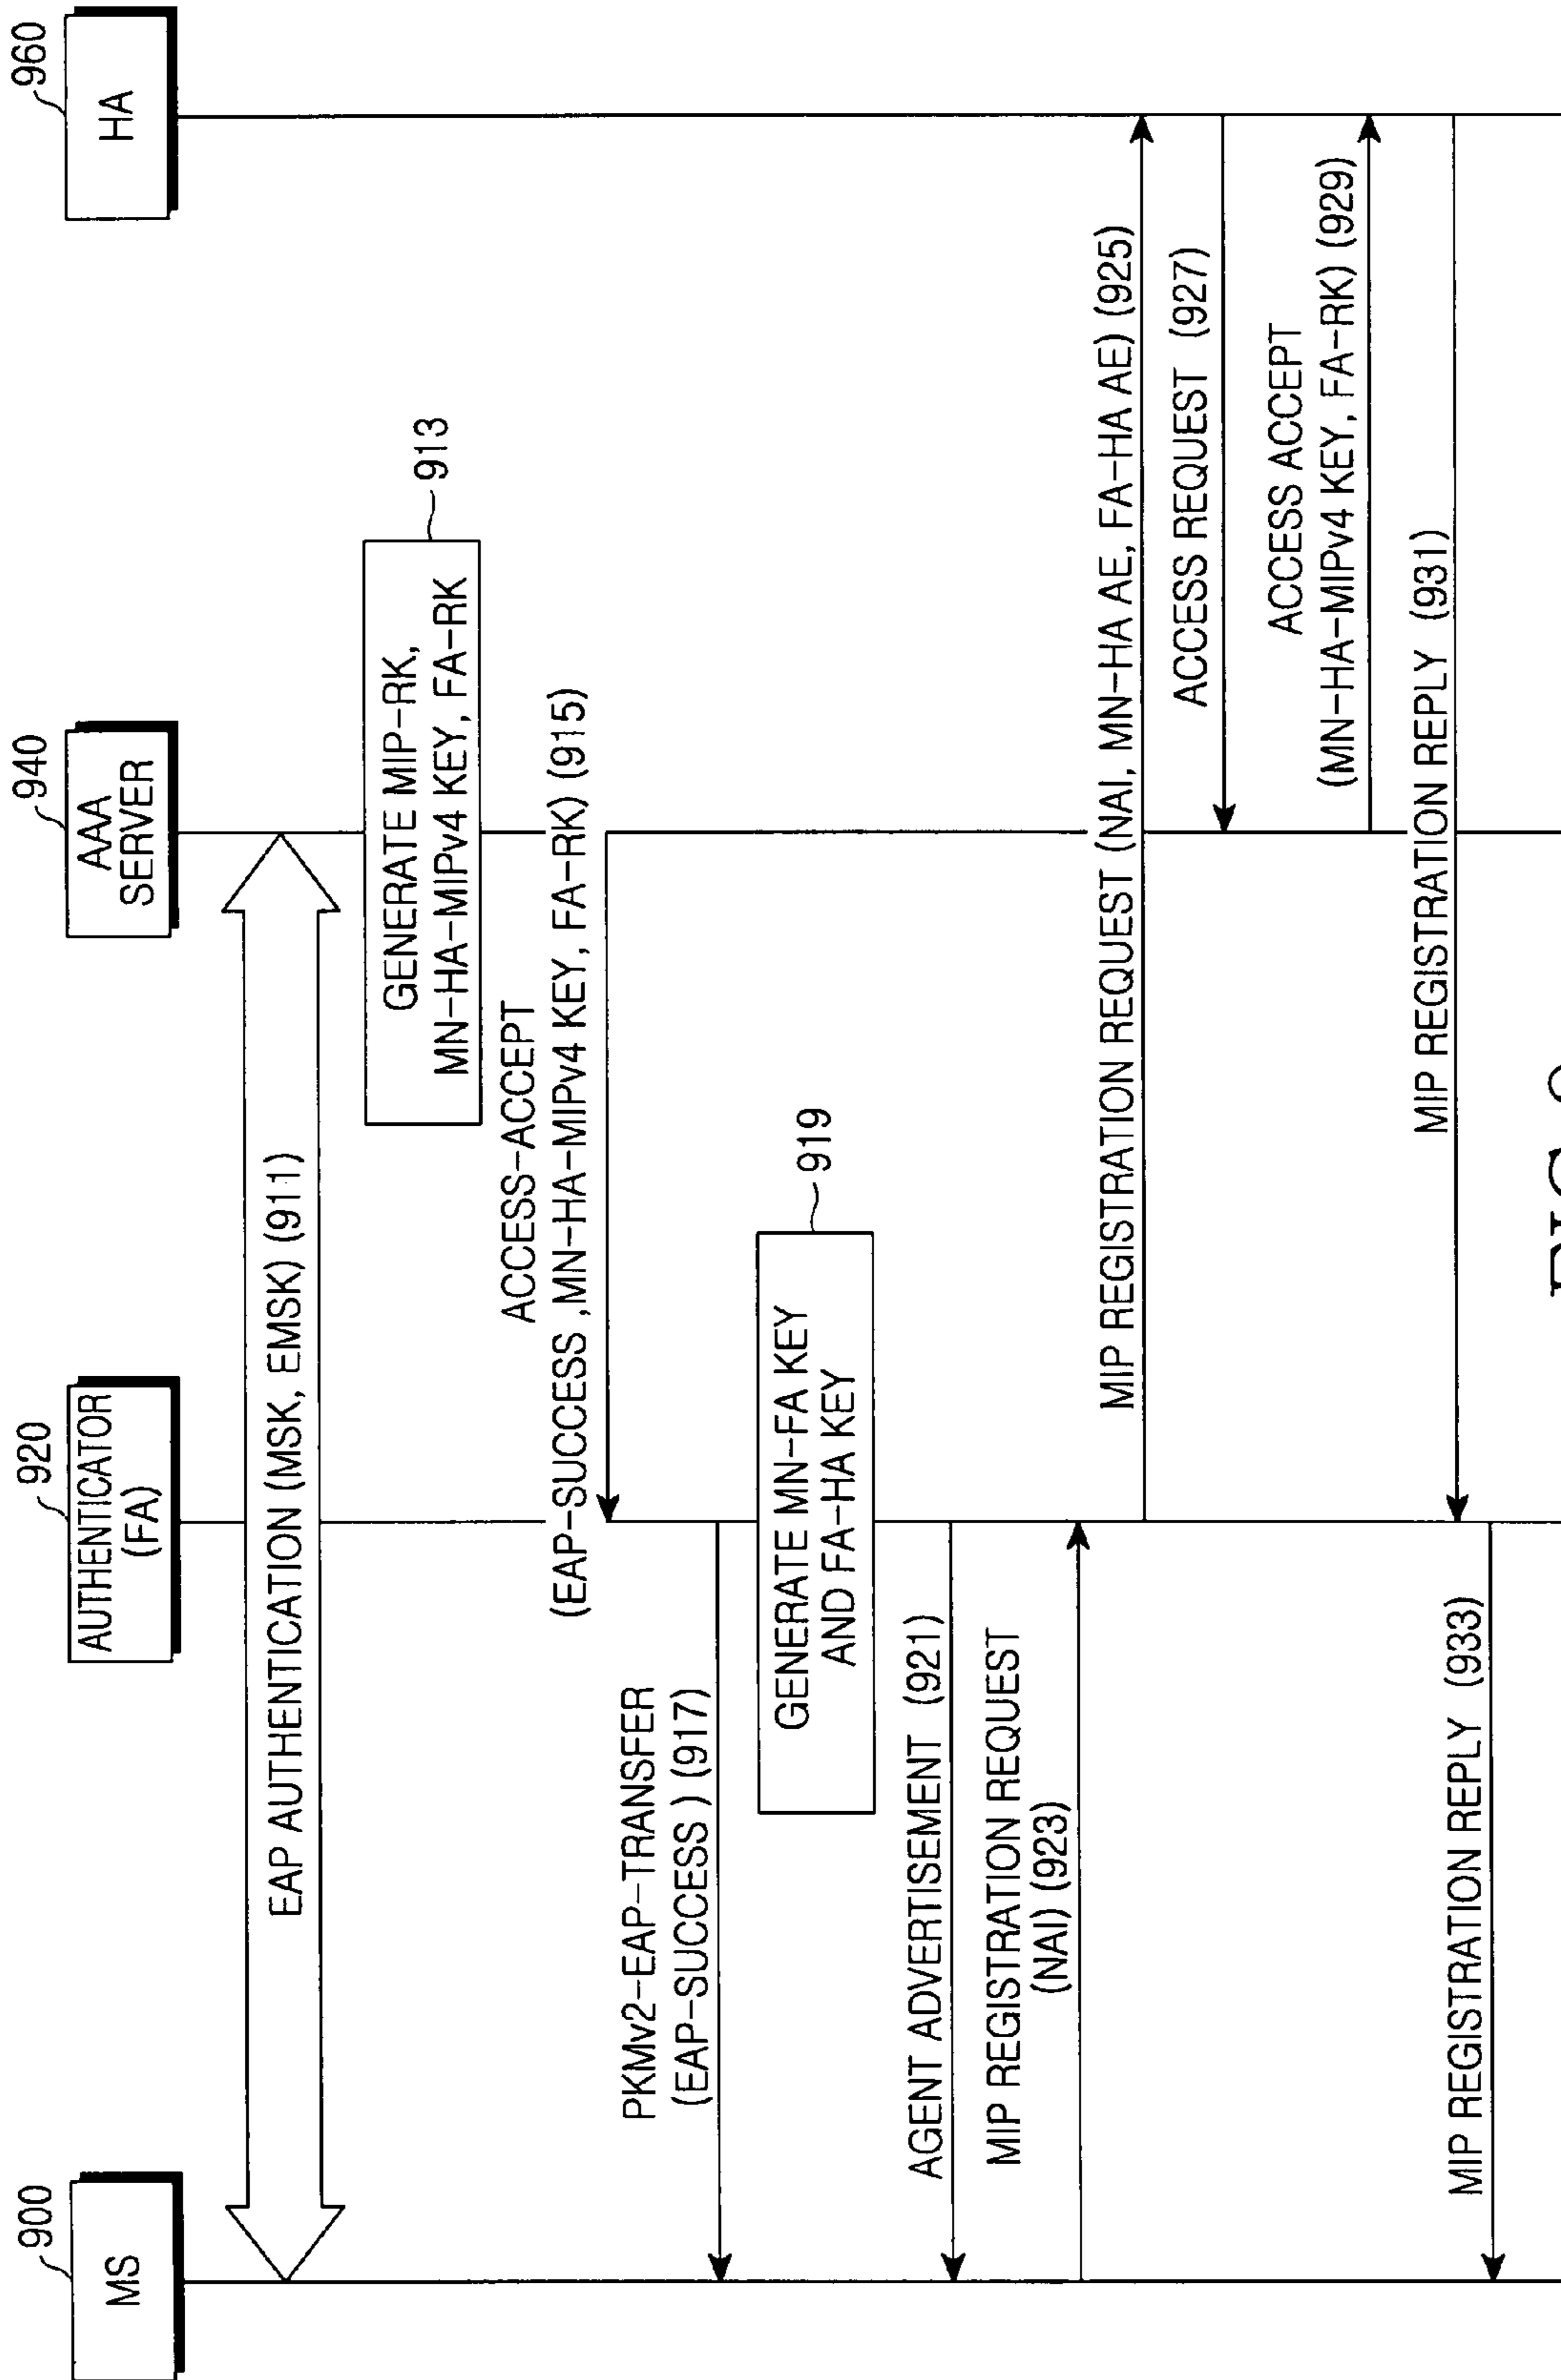 900
MS
920
AUTHENTICATOR
(FA)
940
AAA
SERVER
960
HA
EAP AUTHENTICATION (MSK, EMSK) (911)
GENERATE MIP-RK,
MN-HA-MIPv4 KEY, FA-RK
913
ACCESS-ACCEPT
(EAP-SUCCESS ,MN-HA-MIPv4 KEY, FA-RK) (915)
PKMv2-EAP-TRANSFER
(EAP-SUCCESS ) (917)
GENERATE MN-FA KEY
AND FA-HA KEY
919
AGENT ADVERTISEMENT (921)
MIP REGISTRATION REQUEST
(NAI) (923)
MIP REGISTRATION REQUEST (NAI, MN-HA AE, FA-HA AE) (925)
ACCESS REQUEST (927)
ACCESS ACCEPT
(MN-HA-MIPv4 KEY, FA-RK) (929)
MIP REGISTRATION REPLY (931)
MIP REGISTRATION REPLY (933)